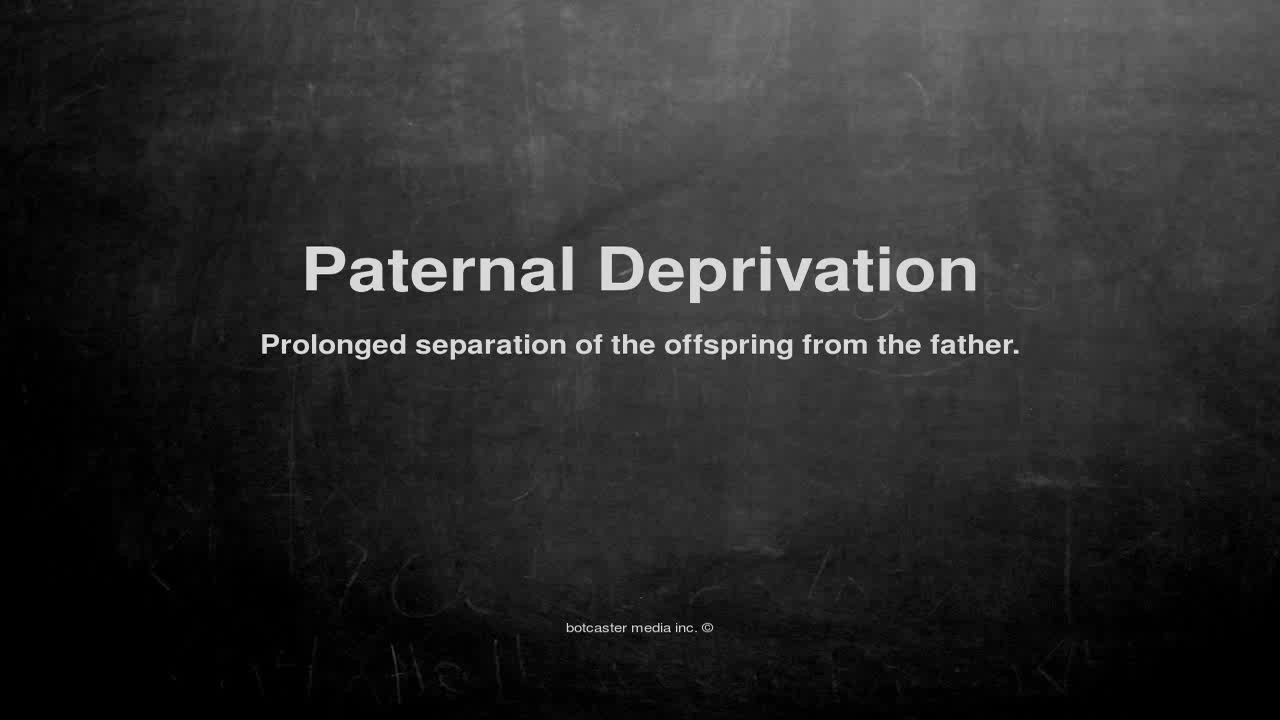 Paternal Deprivation
Prolonged separation of the offspring from the father.
botcaster media inc. ©